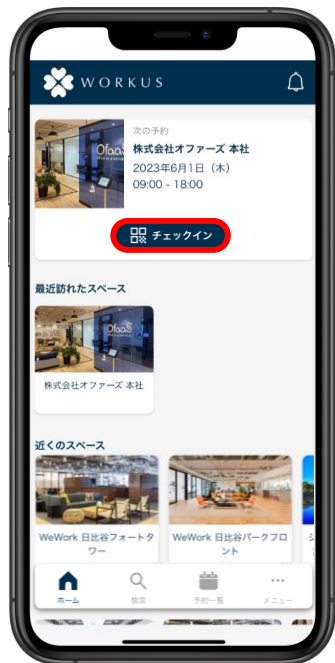 WORKUS
次の予約
OfaaS
株式会社オファーズ 本社
2023年6月1日（木）
09:00 - 18:00
チェックイン
最近訪れたスペース
OfaaS
株式会社オファーズ 本社
近くのスペース
WeWork 日比谷フォートタ
ワー
WeWork 日比谷パークフロ
ント
ホーム
検索
予約一覧
メニュー